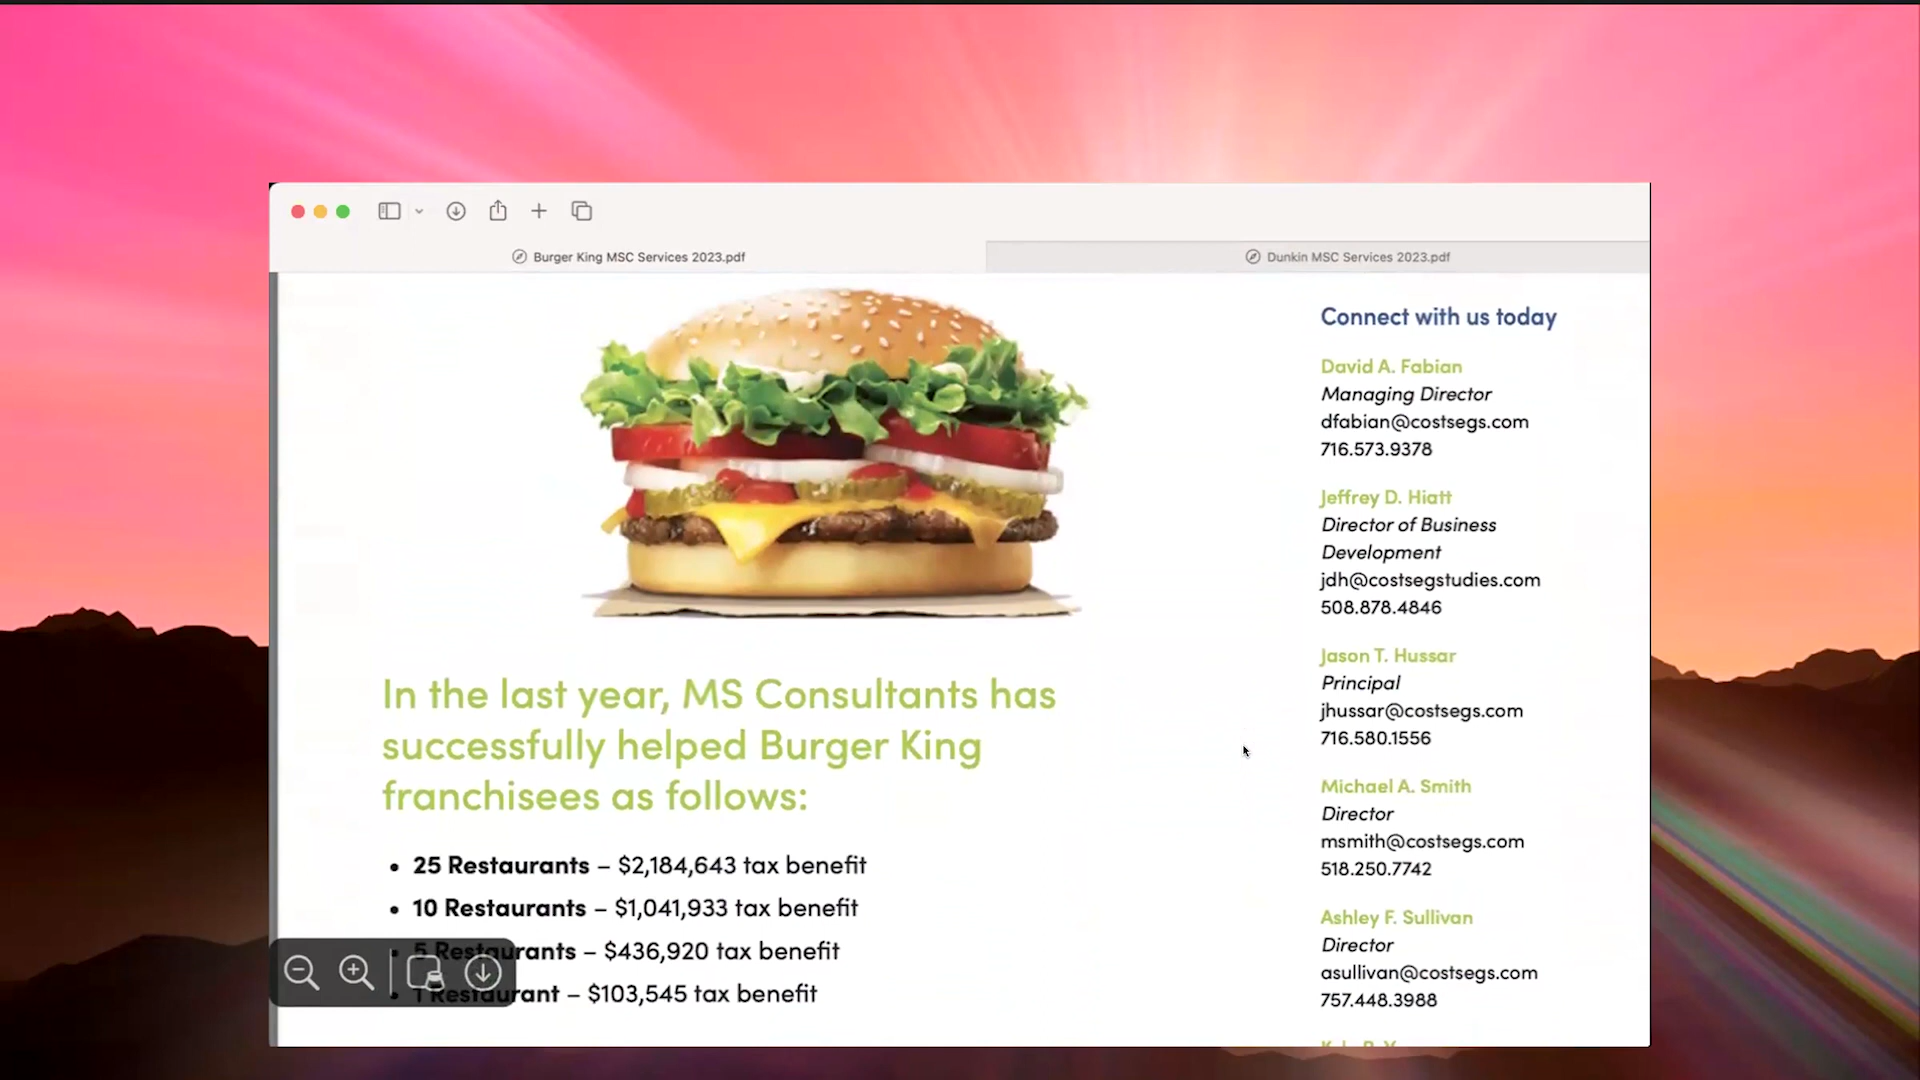 Burger King MSC Services 2023.pdf
Dunkin MSC Services 2023.pdf
In the last year, MS Consultants has
successfully helped Burger King
franchisees as follows:
• 25 Restaurants – $2,184,643 tax benefit
• 10 Restaurants – $1,041,933 tax benefit
• 5 Restaurants – $436,920 tax benefit
• 1 Restaurant – $103,545 tax benefit
Connect with us today
David A. Fabian
Managing Director
dfabian@costsegs.com
716.573.9378
Jeffrey D. Hiatt
Director of Business
Development
jdh@costsegstudies.com
508.878.4846
Jason T. Hussar
Principal
jhussar@costsegs.com
716.580.1556
Michael A. Smith
Director
msmith@costsegs.com
518.250.7742
Ashley F. Sullivan
Director
asullivan@costsegs.com
757.448.3988